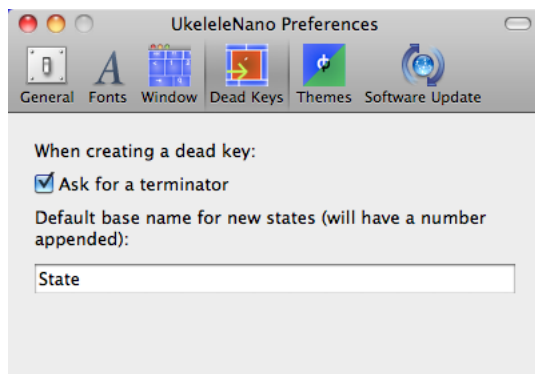 UkeleleNano Preferences
General Fonts Window Dead Keys Themes Software Update
When creating a dead key:
Ask for a terminator
Default base name for new states (will have a number
appended):
State